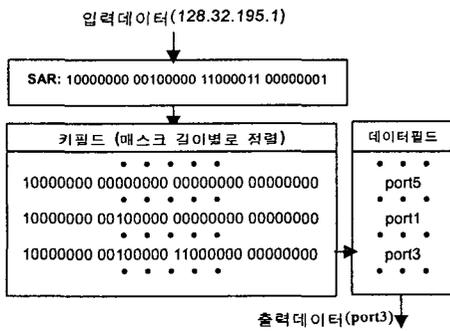 입력데이터(128.32.195.1)
SAR: 10000000 00100000 11000011 00000001
키필드 (매스크 길이별로 정렬)
데이터필드
10000000 00000000 00000000 00000000
port5
10000000 00100000 00000000 00000000
port1
10000000 00100000 11000000 00000000
port3
출력데이터(port3)